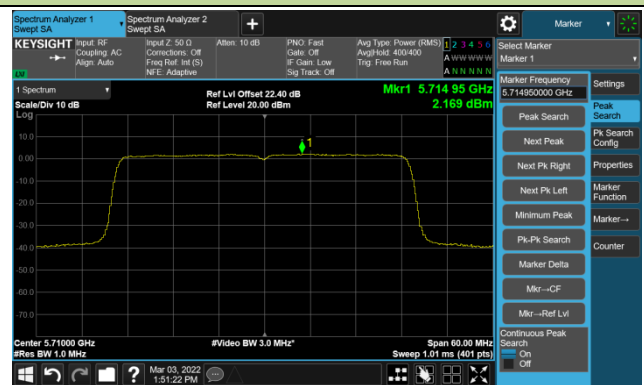 Spectrum Analyzer 1
Swept SA
Spectrum Analyzer 2
Swept SA
+
Marker
KEYSIGHT
Input: RF
Coupling: AC
Align: Auto
Input Z: 50 Ω
Corrections: Off
Freq Ref: Int (S)
NFE: Adaptive
Atten: 10 dB
PNO: Fast
Gate: Off
IF Gain: Low
Sig Track: Off
Avg Type: Power (RMS)
Avg|Hold: 400/400
Trig: Free Run
1 2 3 4 5 6
A W W W W W
A N N N N N
LV
Select Marker
Marker 1
1 Spectrum
Scale/Div 10 dB
Log
Ref Lvl Offset 22.40 dB
Ref Level 20.00 dBm
Mkr1 5.714 95 GHz
2.169 dBm
10.0
0.00
-10.0
-20.0
-30.0
-40.0
-50.0
-60.0
-70.0
1
Center 5.71000 GHz
#Res BW 1.0 MHz
#Video BW 3.0 MHz*
Span 60.00 MHz
Sweep 1.01 ms (401 pts)
Marker Frequency
5.714950000 GHz
Peak Search
Next Peak
Next Pk Right
Next Pk Left
Minimum Peak
Pk-Pk Search
Marker Delta
Mkr→CF
Mkr→Ref Lvl
Continuous Peak
Search
On
Off
Settings
Peak
Search
Pk Search
Config
Properties
Marker
Function
Marker→
Counter
?
Mar 03, 2022
1:51:22 PM